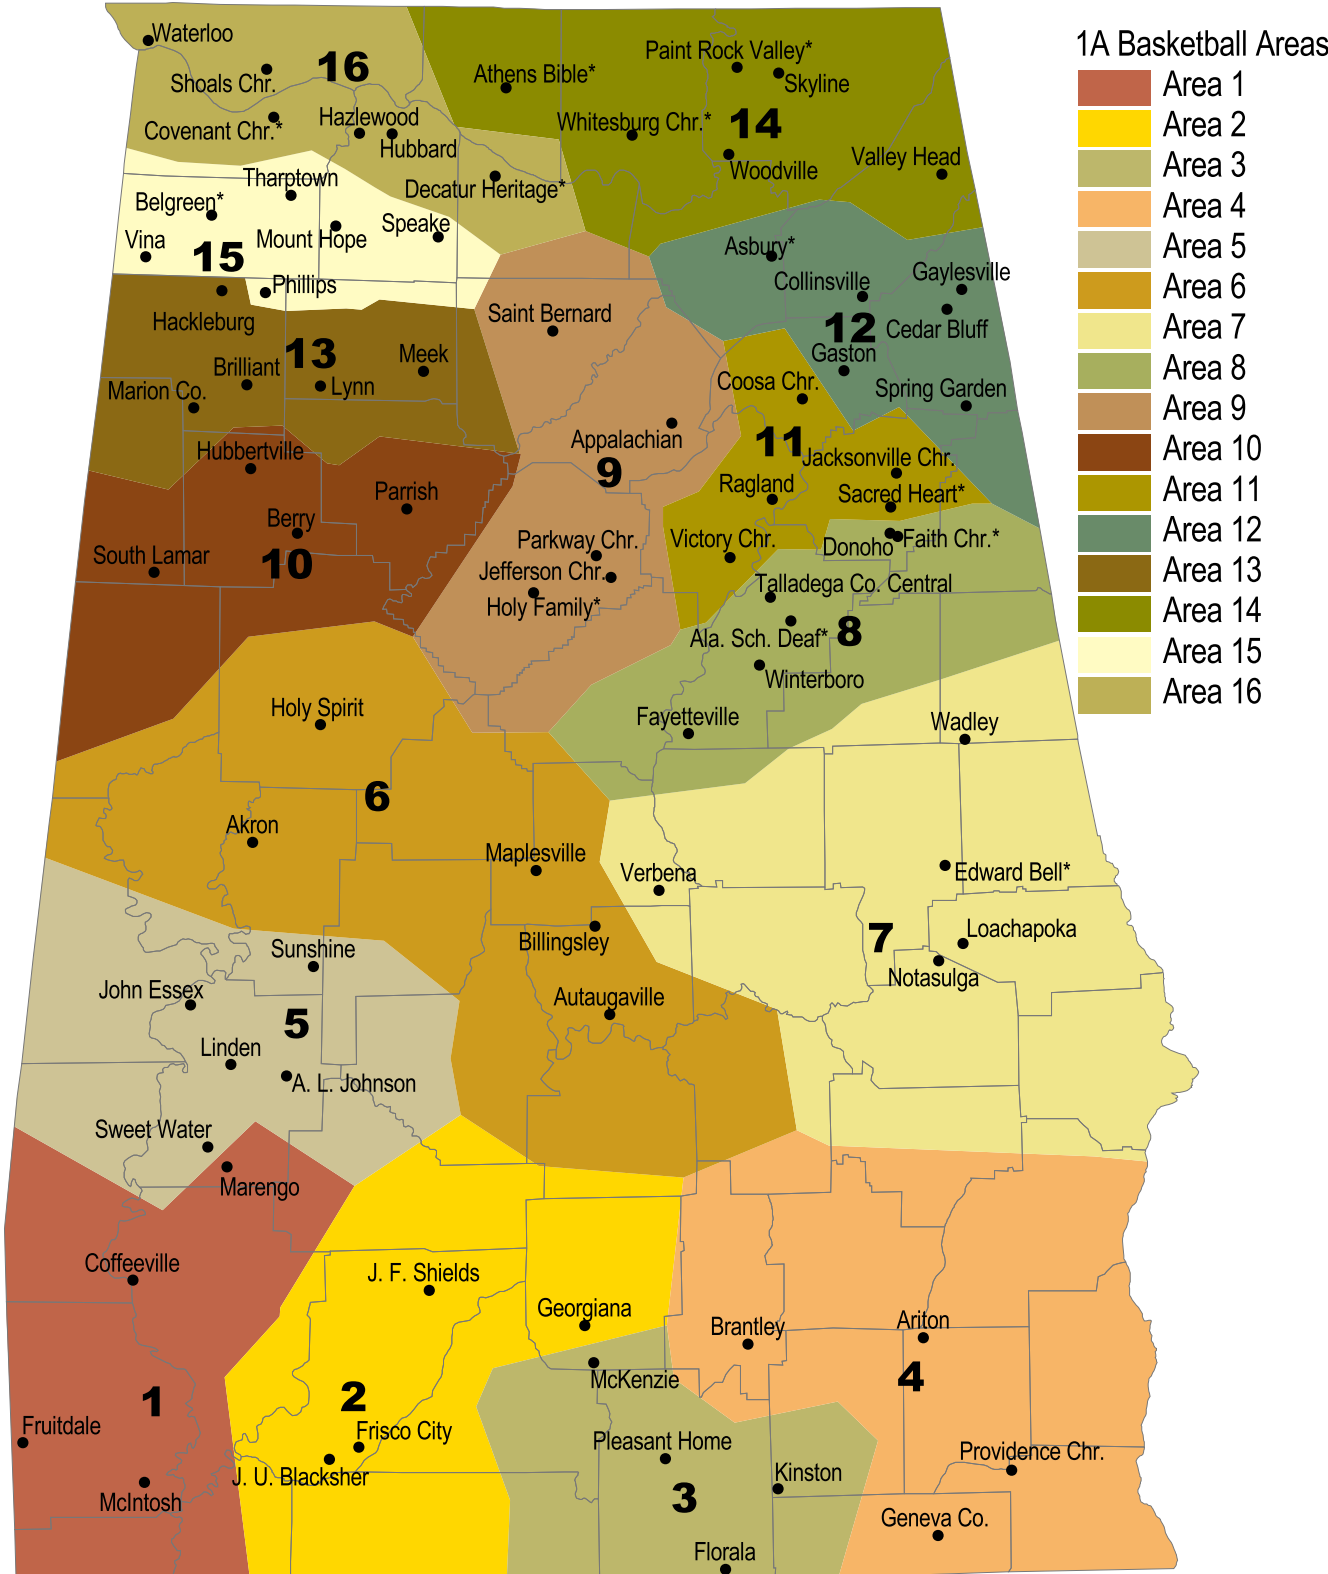 1A Basketball Areas
Area 1
Area 2
Area 3
Area 4
Area 5
Area 6
Area 7
Area 8
Area 9
Area 10
Area 11
Area 12
Area 13
Area 14
Area 15
Area 16
Waterloo
16
Shoals Chr.
Covenant Chr.*
Hazlewood
Hubbard
Decatur Heritage*
Athens Bible*
Paint Rock Valley*
Skyline
Whitesburg Chr.*
14
Woodville
Valley Head
Tharptown
Belgreen*
Vina
15
Mount Hope
Speake
Phillips
Hackleburg
13
Brilliant
Marion Co.
Lynn
Meek
Saint Bernard
Appalachian
9
Parkway Chr.
Jefferson Chr.
Holy Family*
Asbury*
Collinsville
Gaylesville
12
Cedar Bluff
Gaston
Spring Garden
Coosa Chr.
11
Jacksonville Chr.
Ragland
Sacred Heart*
Victory Chr.
Hubbertville
Parrish
Berry
South Lamar
10
Donoho
Faith Chr.*
Talladega Co. Central
Ala. Sch. Deaf*
8
Winterboro
Fayetteville
Holy Spirit
6
Akron
Maplesville
Billingsley
Autaugaville
Wadley
Verbena
Edward Bell*
7
Loachapoka
Notasulga
Sunshine
John Essex
5
Linden
A. L. Johnson
Sweet Water
Marengo
Coffeeville
1
Fruitdale
McIntosh
J. F. Shields
Georgiana
2
Frisco City
J. U. Blacksher
McKenzie
Pleasant Home
Kinston
3
Florala
Brantley
Ariton
4
Providence Chr.
Geneva Co.